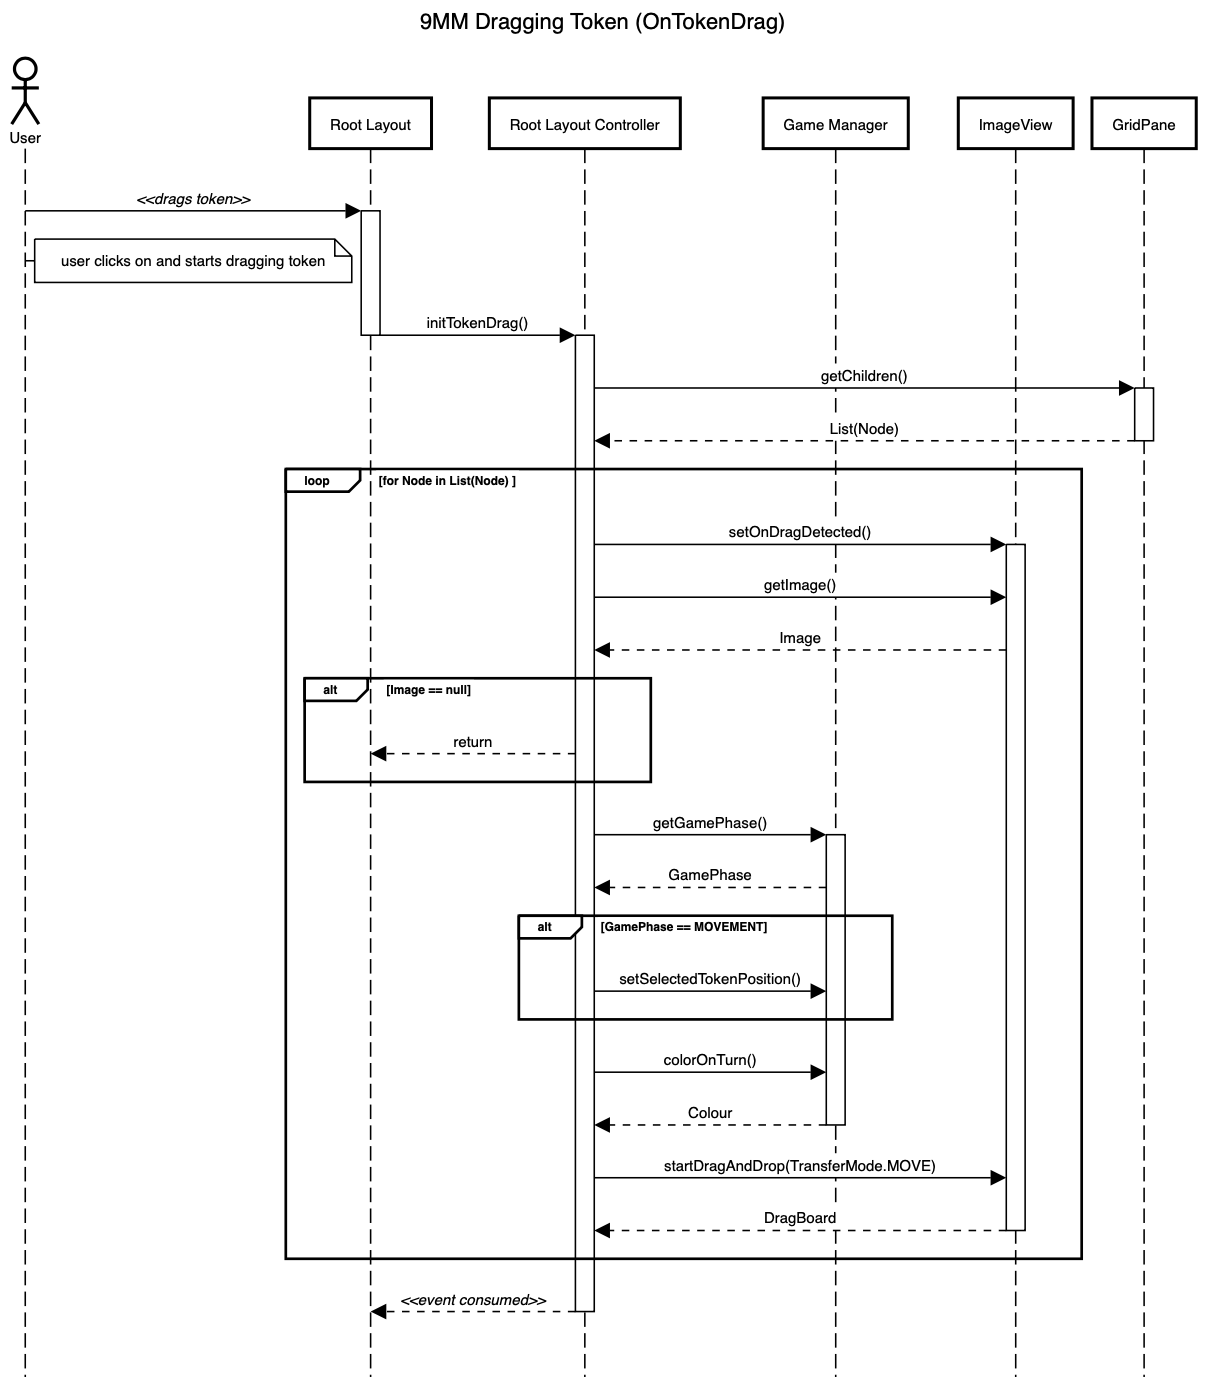 9MM Dragging Token (OnTokenDrag)
User
Root Layout
Root Layout Controller
Game Manager
ImageView
GridPane
<<drags token>>
user clicks on and starts dragging token
initTokenDrag()
getChildren()
List(Node)
loop
[for Node in List(Node) ]
setOnDragDetected()
getImage()
Image
alt
[Image == null]
return
getGamePhase()
GamePhase
alt
[GamePhase == MOVEMENT]
setSelectedTokenPosition()
colorOnTurn()
Colour
startDragAndDrop(TransferMode.MOVE)
DragBoard
<<event consumed>>